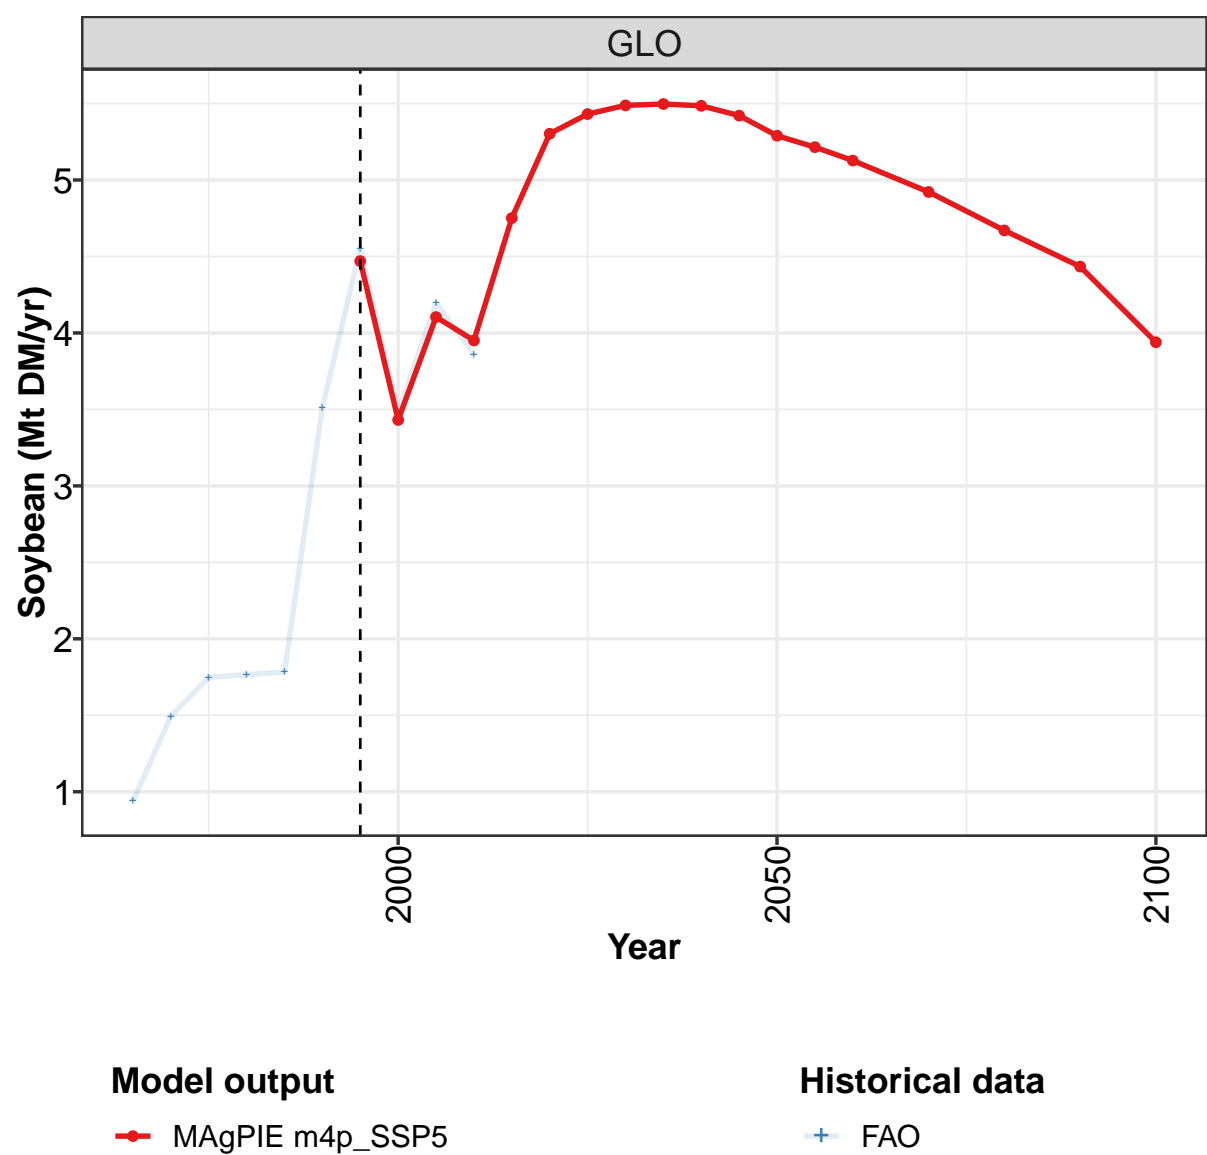 GLO
Soybean (Mt DM/yr)
5
4
3
2
1
2000
2050
2100
Year
Model output
Historical data
MAgPIE m4p_SSP5
FAO